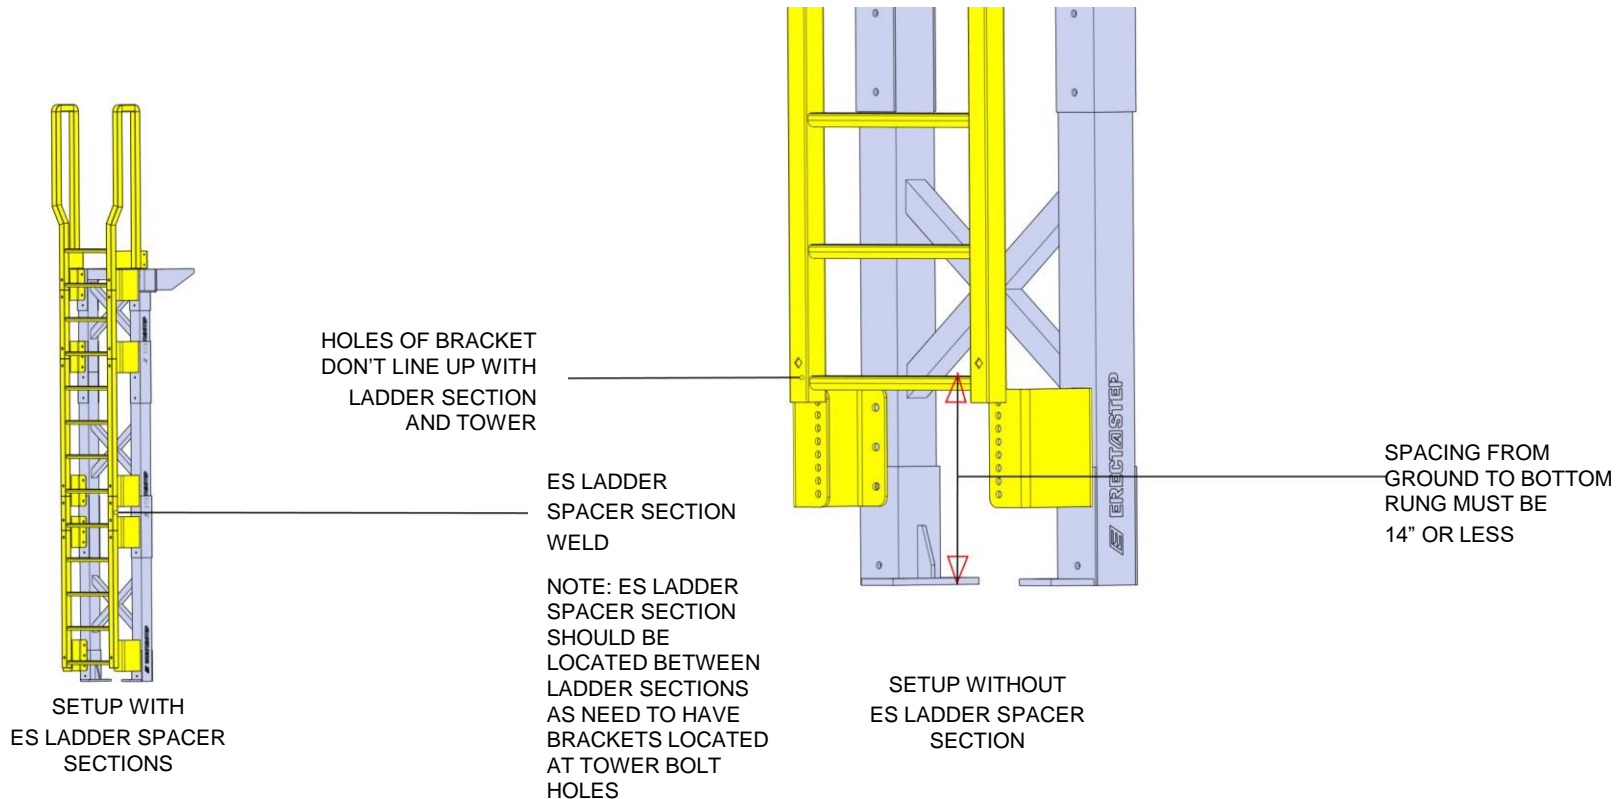 HOLES OF BRACKET
DON'T LINE UP WITH
LADDER SECTION
AND TOWER
ES LADDER
SPACER SECTION
WELD
NOTE: ES LADDER
SPACER SECTION
SHOULD BE
LOCATED BETWEEN
LADDER SECTIONS
AS NEED TO HAVE
BRACKETS LOCATED
AT TOWER BOLT
HOLES
SETUP WITH
ES LADDER SPACER
SECTIONS
ERECTASTEP
SPACING FROM
GROUND TO BOTTOM
RUNG MUST BE
14” OR LESS
SETUP WITHOUT
ES LADDER SPACER
SECTION